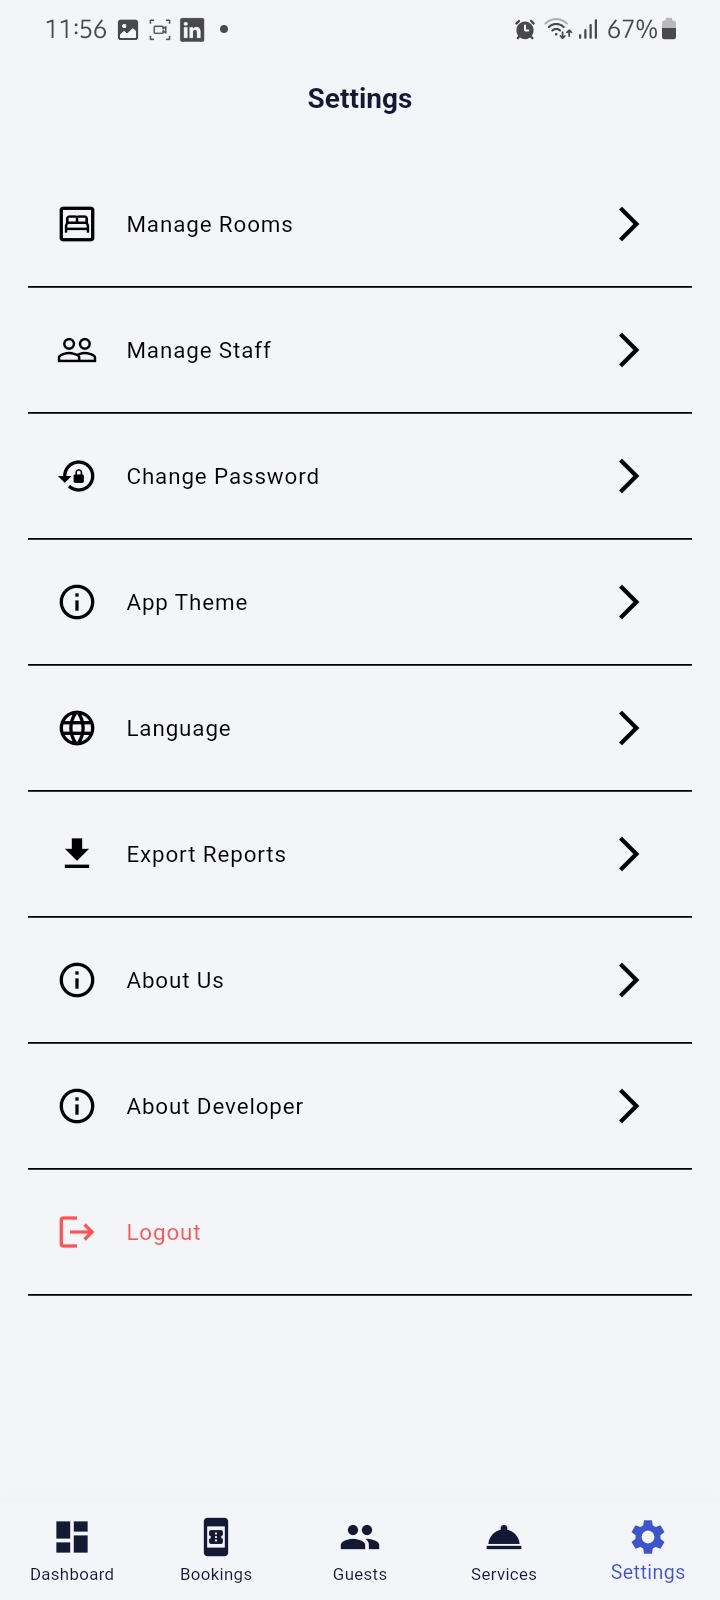 11:56
67%
Settings
Manage Rooms
Manage Staff
Change Password
App Theme
Language
Export Reports
About Us
About Developer
Logout
Dashboard
Bookings
Guests
Services
Settings